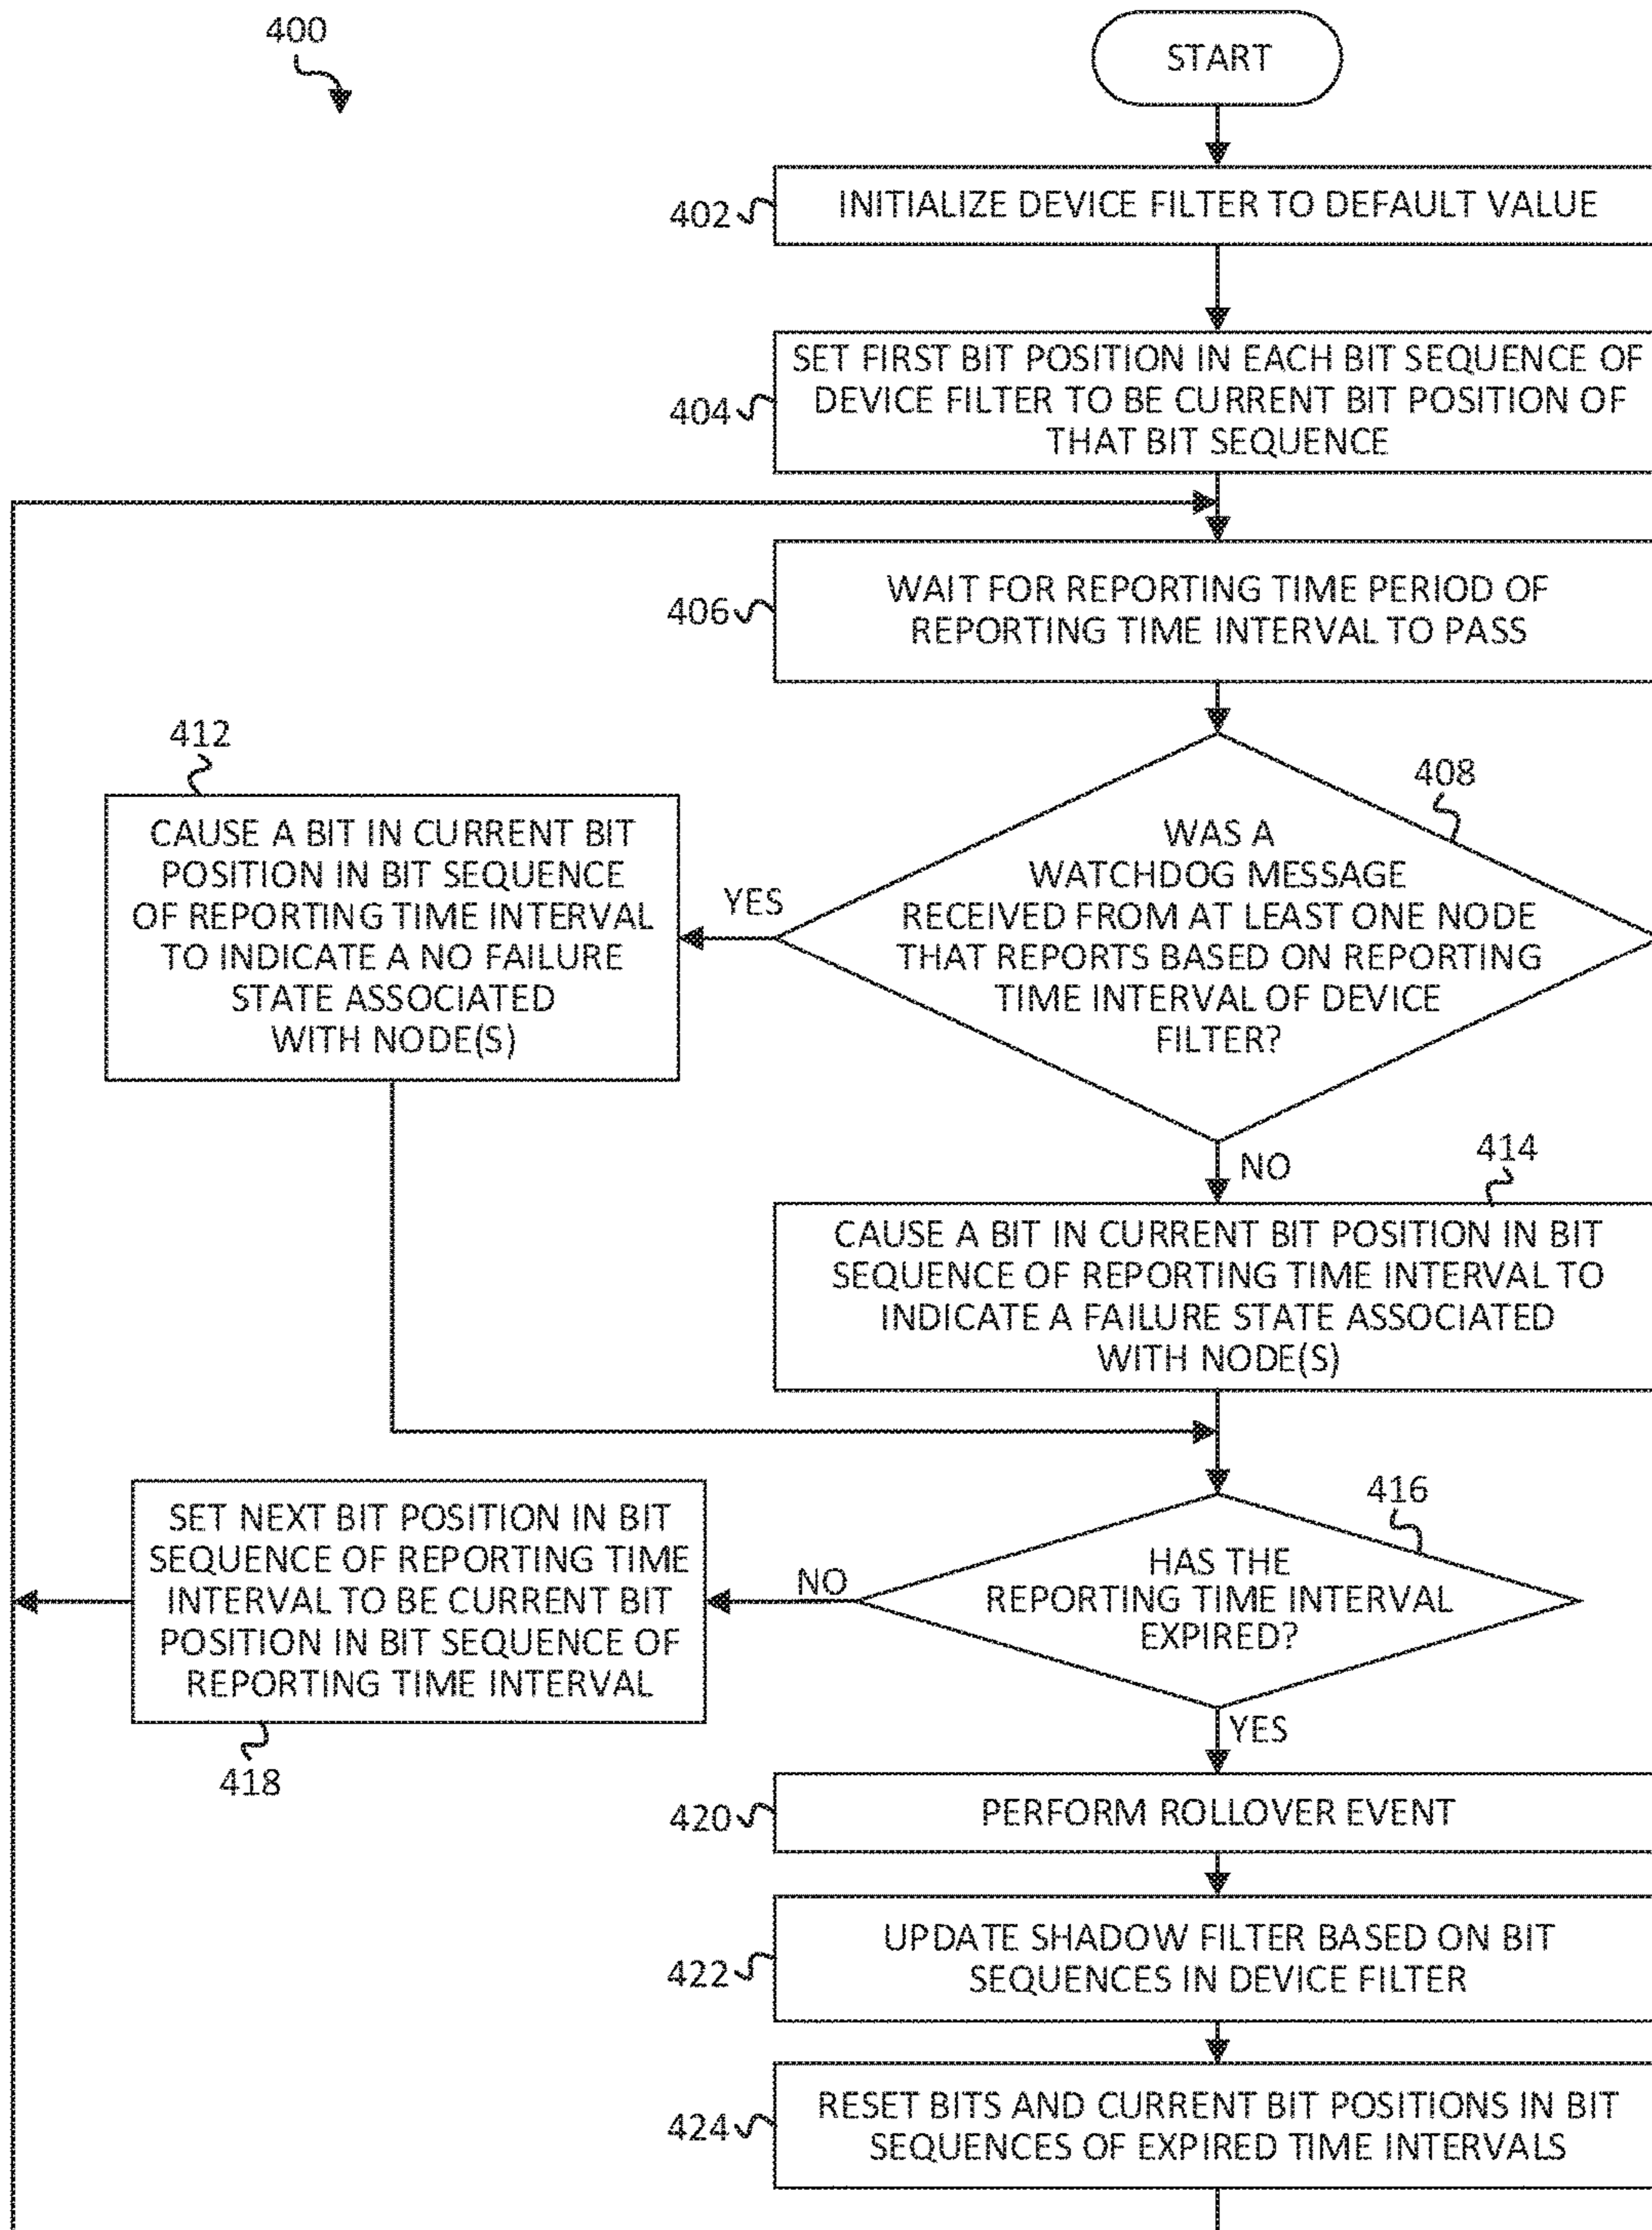 400
START
402
INITIALIZE DEVICE FILTER TO DEFAULT VALUE
404
SET FIRST BIT POSITION IN EACH BIT SEQUENCE OF
DEVICE FILTER TO BE CURRENT BIT POSITION OF
THAT BIT SEQUENCE
406
WAIT FOR REPORTING TIME PERIOD OF
REPORTING TIME INTERVAL TO PASS
408
WAS A
WATCHDOG MESSAGE
RECEIVED FROM AT LEAST ONE NODE
THAT REPORTS BASED ON REPORTING
TIME INTERVAL OF DEVICE
FILTER?
YES
412
CAUSE A BIT IN CURRENT BIT
POSITION IN BIT SEQUENCE
OF REPORTING TIME INTERVAL
TO INDICATE A NO FAILURE
STATE ASSOCIATED
WITH NODE(S)
NO
414
CAUSE A BIT IN CURRENT BIT POSITION IN BIT
SEQUENCE OF REPORTING TIME INTERVAL TO
INDICATE A FAILURE STATE ASSOCIATED
WITH NODE(S)
416
HAS THE
REPORTING TIME INTERVAL
EXPIRED?
NO
SET NEXT BIT POSITION IN BIT
SEQUENCE OF REPORTING TIME
INTERVAL TO BE CURRENT BIT
POSITION IN BIT SEQUENCE OF
REPORTING TIME INTERVAL
418
YES
420
PERFORM ROLLOVER EVENT
422
UPDATE SHADOW FILTER BASED ON BIT
SEQUENCES IN DEVICE FILTER
424
RESET BITS AND CURRENT BIT POSITIONS IN BIT
SEQUENCES OF EXPIRED TIME INTERVALS